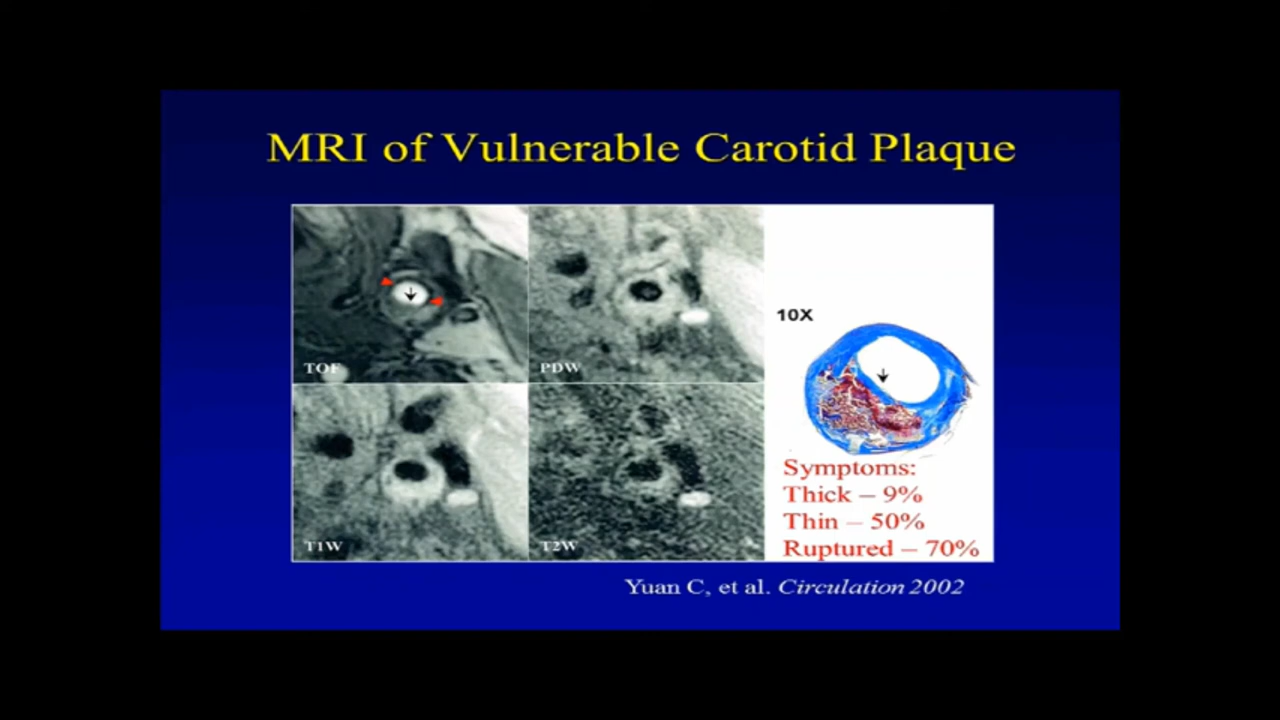 MRI of Vulnerable Carotid Plaque
TOF
PDW
T1W
T2W
10X
Symptoms:
Thick – 9%
Thin – 50%
Ruptured – 70%
Yuan C, et al. Circulation 2002